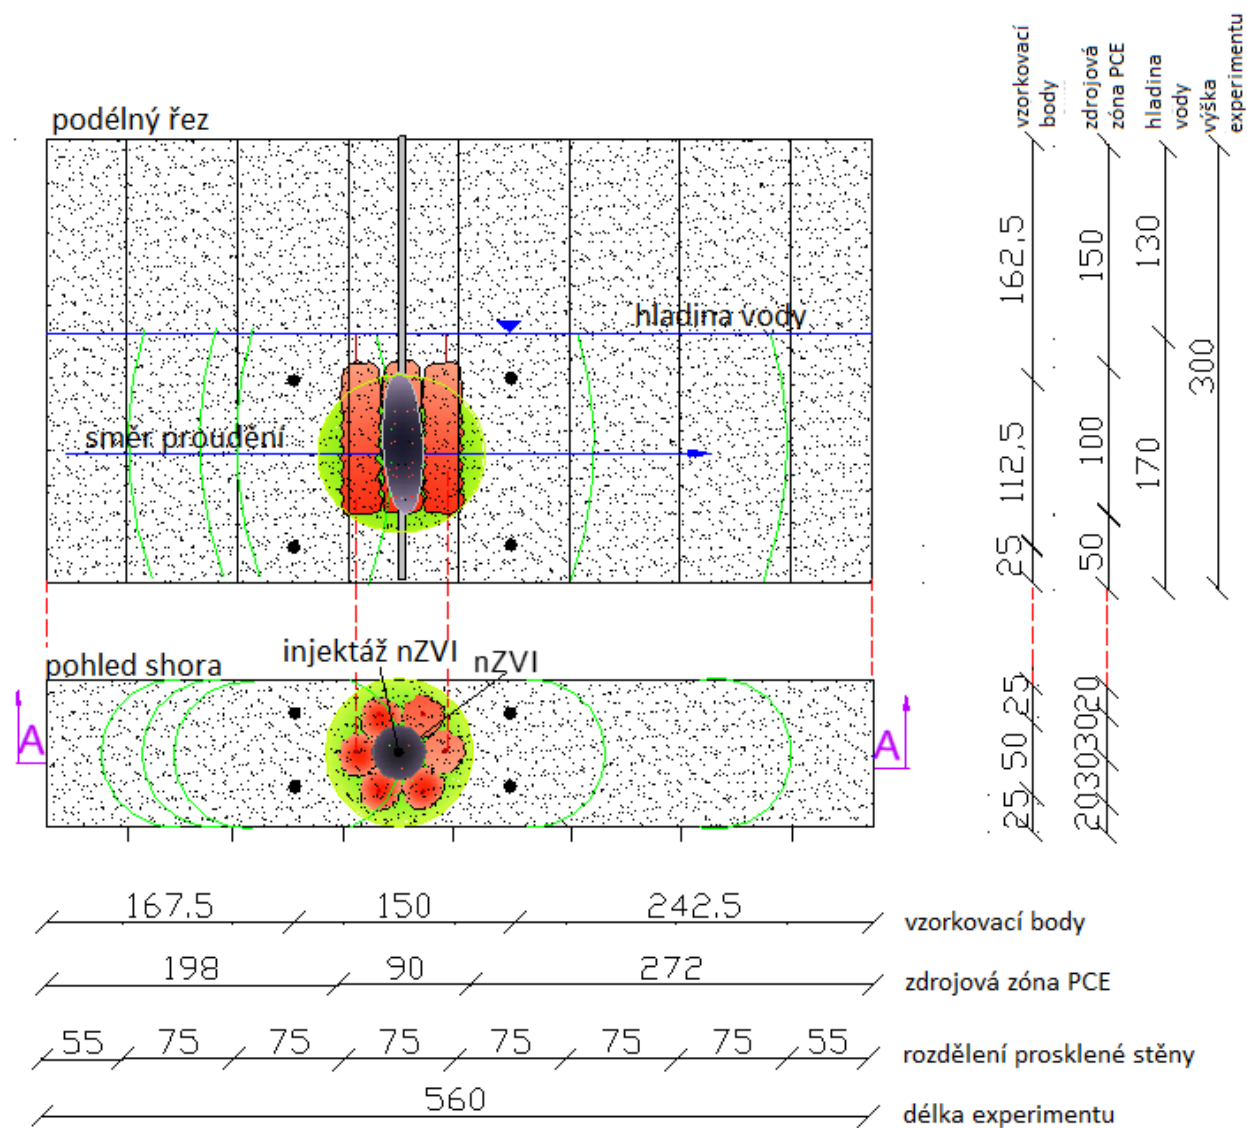 vzorkovací
body
zdrojová
zóna PCE
hladina
vody
výška
experimentu
podélný řez
hladina vody
směr proudění
162.5
112.5
25
150
100
50
130
170
300
injektáž nZVI
nZVI
pohled shora
A
A
25
50
25
20
30
30
20
167.5 150 242.5 vzorkovací body
198 90 272 zdrojová zóna PCE
55 75 75 75 75 75 75 55 rozdělení prosklené stěny
560 délka experimentu